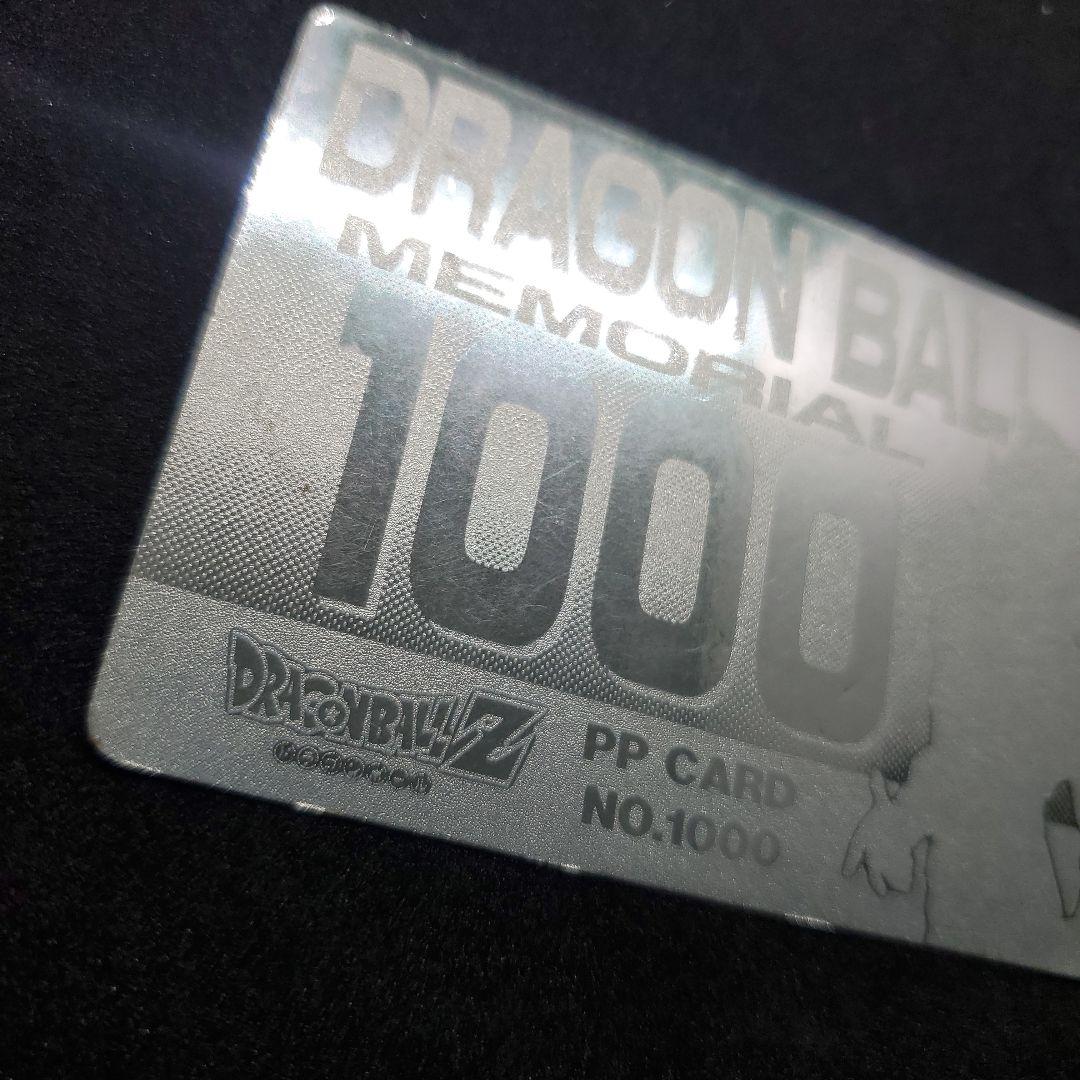 DRAGON BALL
MEMORIAL
1000
DRAGONBALL Z
PP CARD
NO.1000